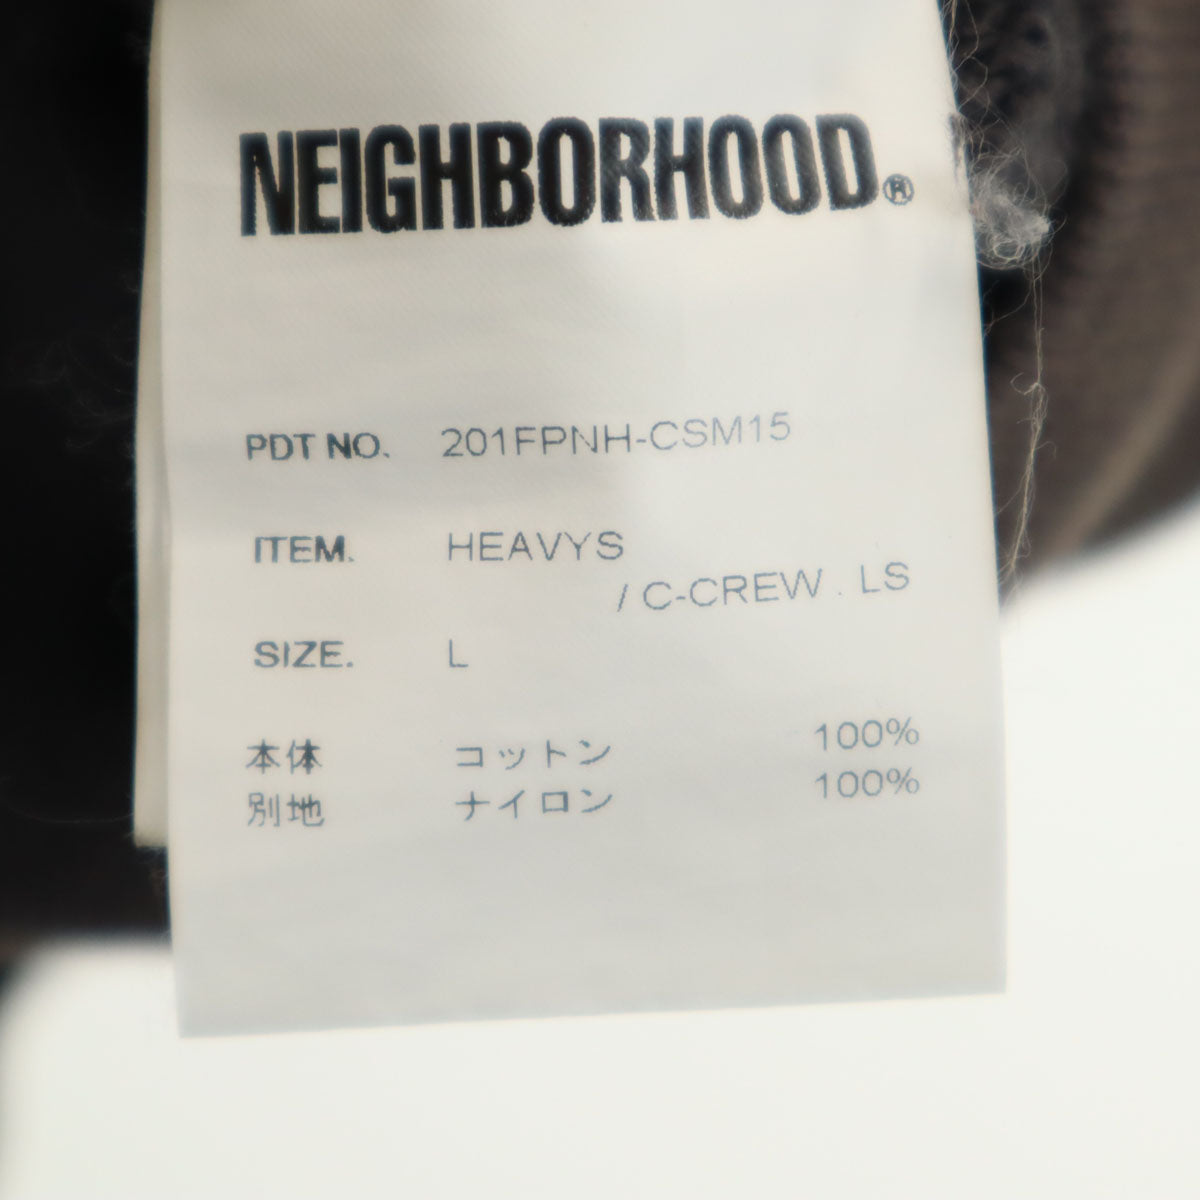 NEIGHBORHOOD®
PDT NO. 201FPNH-CSM15
ITEM. HEAVYS
/ C-CREW . LS
SIZE. L
本体 コットン 100%
別地 ナイロン 100%